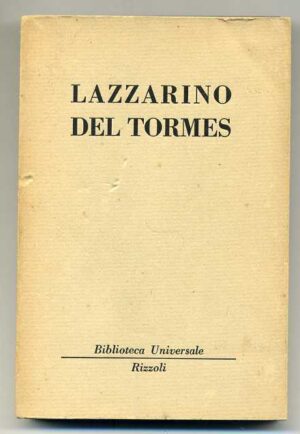 LAZZARINO
DEL TORMES
Biblioteca Universale
Rizzoli